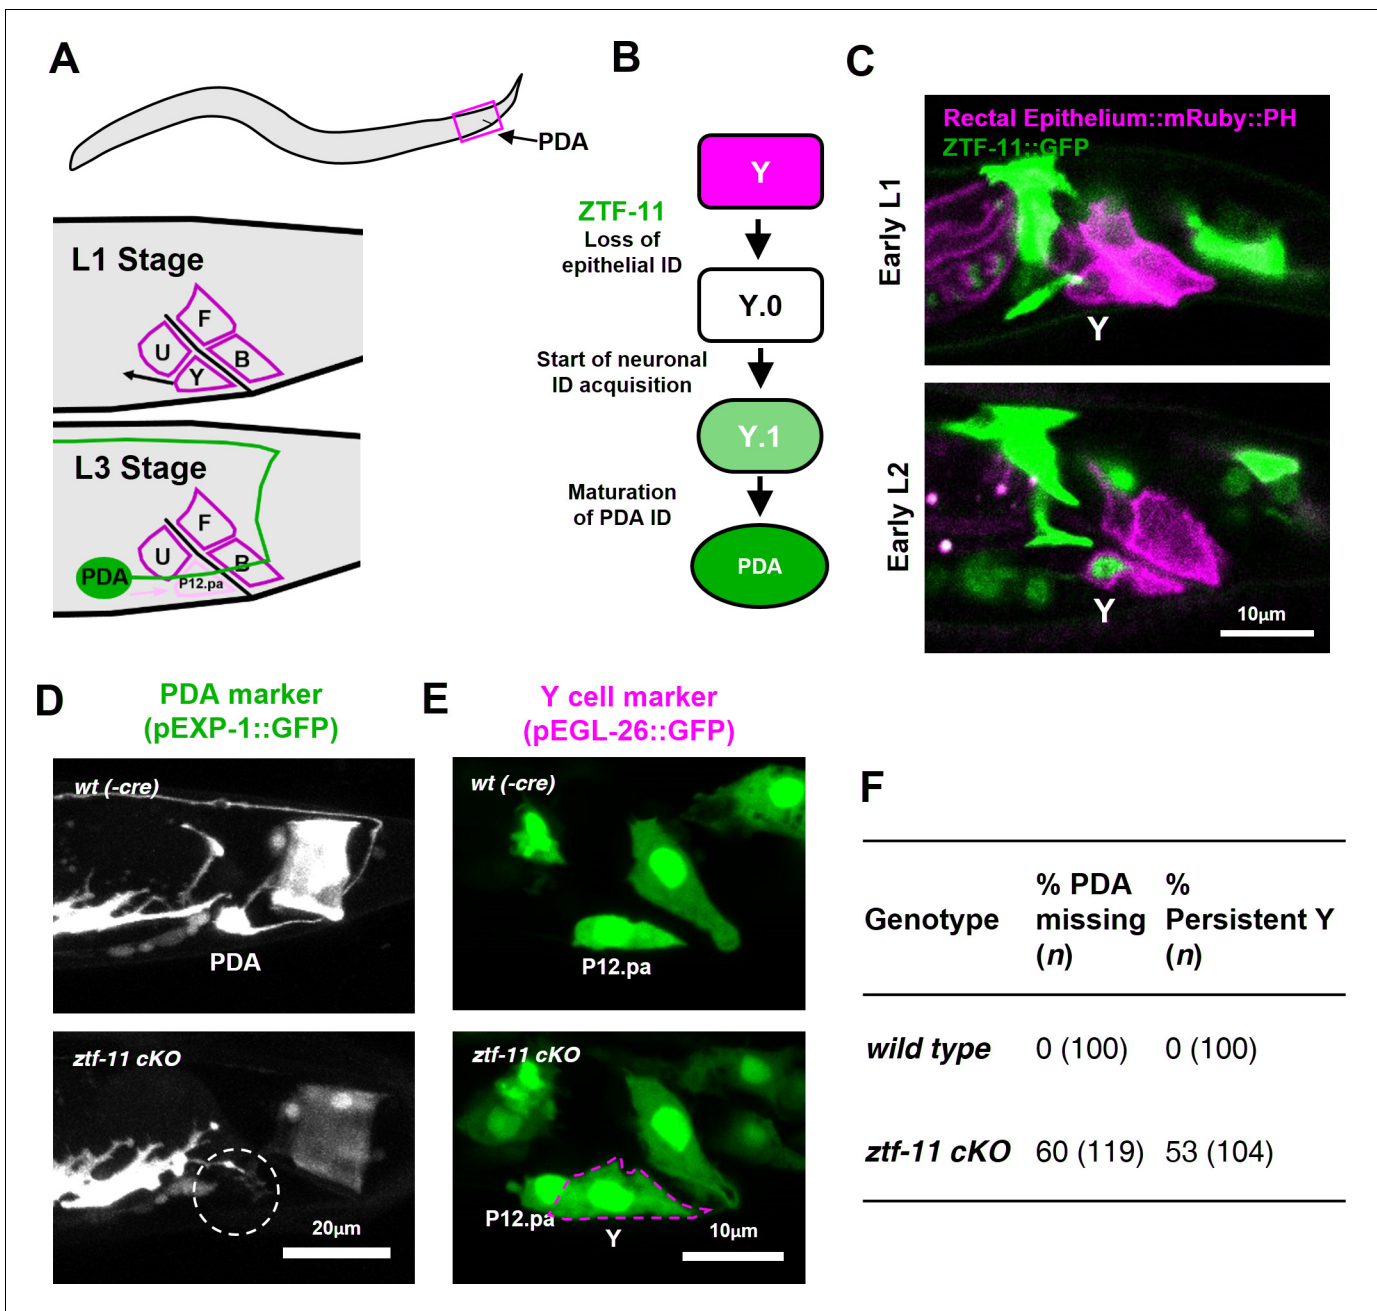 A
PDA
L1 Stage
F
U
B
Y
L3 Stage
F
U
B
PDA
P12.pa
B
Y
ZTF-11
Loss of
epithelial ID
Y.0
Start of neuronal
ID acquisition
Y.1
Maturation
of PDA ID
PDA
C
Rectal Epithelium::mRuby::PH
ZTF-11::GFP
Early L1
Y
Early L2
Y
10µm
D
PDA marker
(pEXP-1::GFP)
wt (-cre)
PDA
ztf-11 cKO
20µm
E
Y cell marker
(pEGL-26::GFP)
wt (-cre)
P12.pa
ztf-11 cKO
P12.pa
Y
10µm
F
Genotype
% PDA
missing
(n)
%
Persistent Y
(n)
wild type 0 (100) 0 (100)
ztf-11 cKO 60 (119) 53 (104)